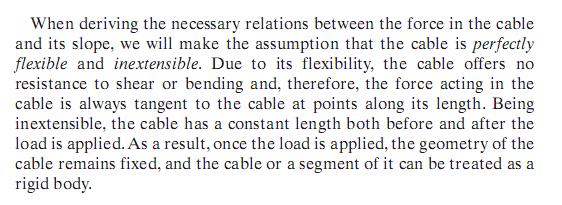 When deriving the necessary relations between the force in the cable
and its slope, we will make the assumption that the cable is perfectly
flexible and inextensible. Due to its flexibility, the cable offers no
resistance to shear or bending and, therefore, the force acting in the
cable is always tangent to the cable at points along its length. Being
inextensible, the cable has a constant length both before and after the
load is applied. As a result, once the load is applied, the geometry of the
cable remains fixed, and the cable or a segment of it can be treated as a
rigid body.